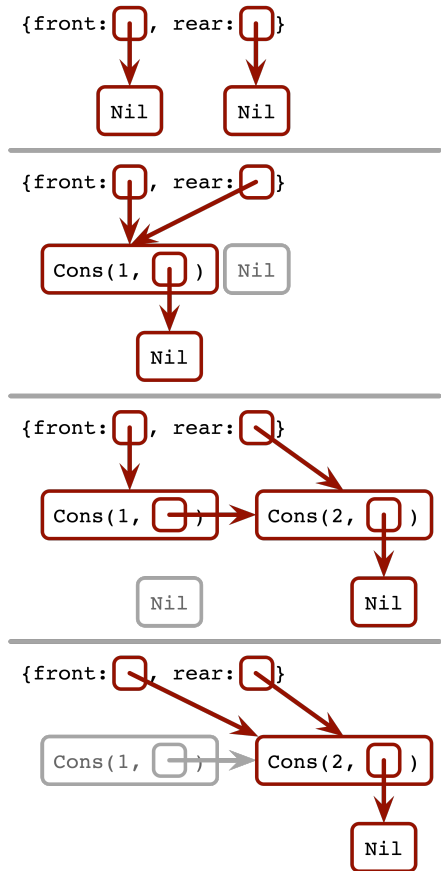 {front: , rear: }
Nil Nil
{front: , rear: }
Cons(1, ) Nil
Nil
{front: , rear: }
Cons(1, ) Cons(2, )
Nil Nil
{front: , rear: }
Cons(1, ) Cons(2, )
Nil